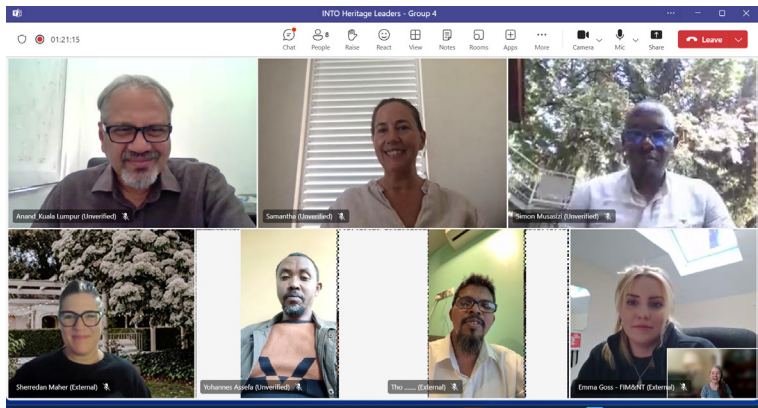 INTO Heritage Leaders - Group 4
01:21:15
8
Chat People Raise React View Notes Rooms Apps More Camera Mic Share Leave
Anand_Kuala Lumpur (Unverified)
Samantha (Unverified)
Simon Musasizi (Unverified)
Sherredan Maher (External)
Yohannes Assefa (Unverified)
Tho ...... (External)
Emma Goss - FIM&NT (External)